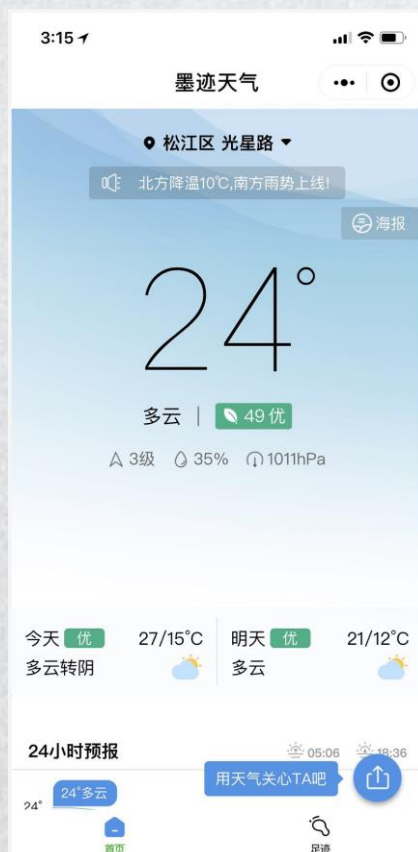 3:15
墨迹天气
松江区 光星路
北方降温10℃,南方雨势上线!
海报
24°
多云 | 49 优
3级 35% 1011hPa
今天 优 27/15°C
多云转阴
明天 优 21/12°C
多云
24小时预报 05:06 18:36
24°多云
用天气关心TA吧
24°
首页
足迹